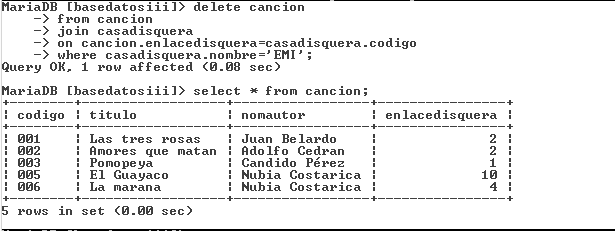 MariaDB [basedatosiii]> delete cancion
    -> from cancion
    -> join casadisquera
    -> on cancion.enlacedisquera=casadisquera.codigo
    -> where casadisquera.nombre='EMI';
Query OK, 1 row affected (0.08 sec)

MariaDB [basedatosiii]> select * from cancion;
+--------+------------------+-----------------+----------------+
| codigo | titulo           | nomautor        | enlacedisquera |
+--------+------------------+-----------------+----------------+
| 001    | Las tres rosas   | Juan Belardo    |              2 |
| 002    | Amores que matan | Adolfo Cedran   |              2 |
| 003    | Pomopeya         | Candido Pérez   |              1 |
| 005    | El Guayaco       | Nubia Costarica |             10 |
| 006    | La marana        | Nubia Costarica |              4 |
+--------+------------------+-----------------+----------------+
5 rows in set (0.00 sec)